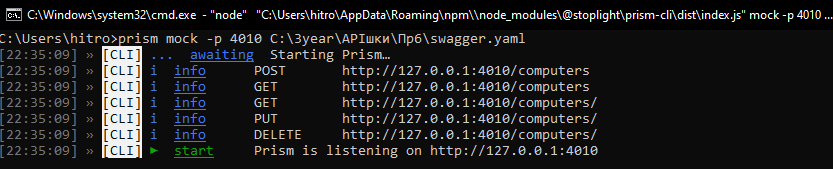 C:\Windows\system32\cmd.exe - "node" "C:\Users\hitro\AppData\Roaming\npm\\node_modules\@stoplight\prism-cli\dist\index.js" mock -p 4010 ...
C:\Users\hitro>prism mock -p 4010 C:\3year\APIшки\Пр6\swagger.yaml
[22:35:09] » [CLI] ... awaiting Starting Prism…
[22:35:09] » [CLI] i info POST http://127.0.0.1:4010/computers
[22:35:09] » [CLI] i info GET http://127.0.0.1:4010/computers
[22:35:09] » [CLI] i info GET http://127.0.0.1:4010/computers/
[22:35:09] » [CLI] i info PUT http://127.0.0.1:4010/computers/
[22:35:09] » [CLI] i info DELETE http://127.0.0.1:4010/computers/
[22:35:09] » [CLI] ► start Prism is listening on http://127.0.0.1:4010